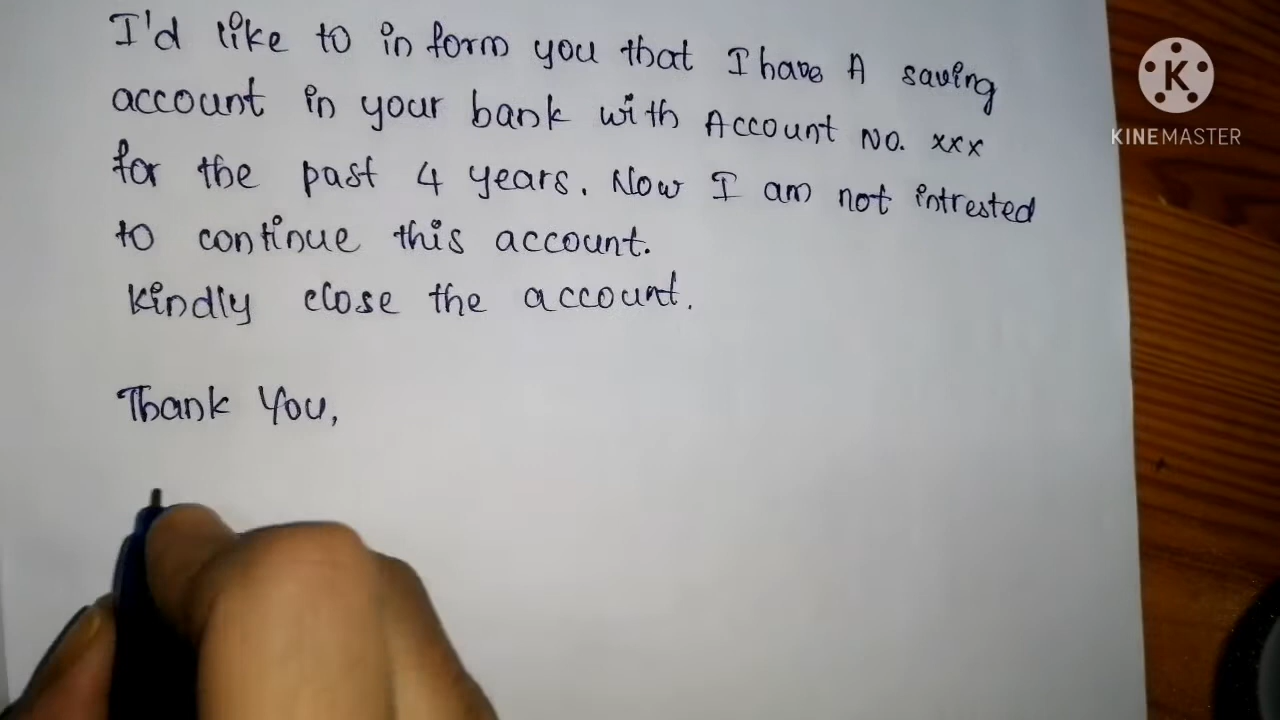 I'd like to inform you that I have A saving
account in your bank with Account No. xxx
for the past 4 years. Now I am not intrested
to continue this account.
Kindly close the account.
Thank You,
K
KINEMASTER